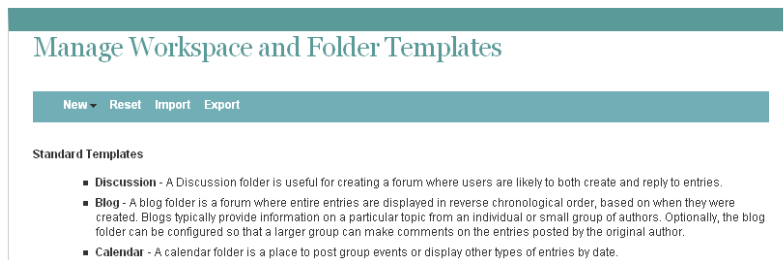 Manage Workspace and Folder Templates
New Reset Import Export
Standard Templates
Discussion - A Discussion folder is useful for creating a forum where users are likely to both create and reply to entries.
Blog - A blog folder is a forum where entire entries are displayed in reverse chronological order, based on when they were
created. Blogs typically provide information on a particular topic from an individual or small group of authors. Optionally, the blog
folder can be configured so that a larger group can make comments on the entries posted by the original author.
Calendar - A calendar folder is a place to post group events or display other types of entries by date.